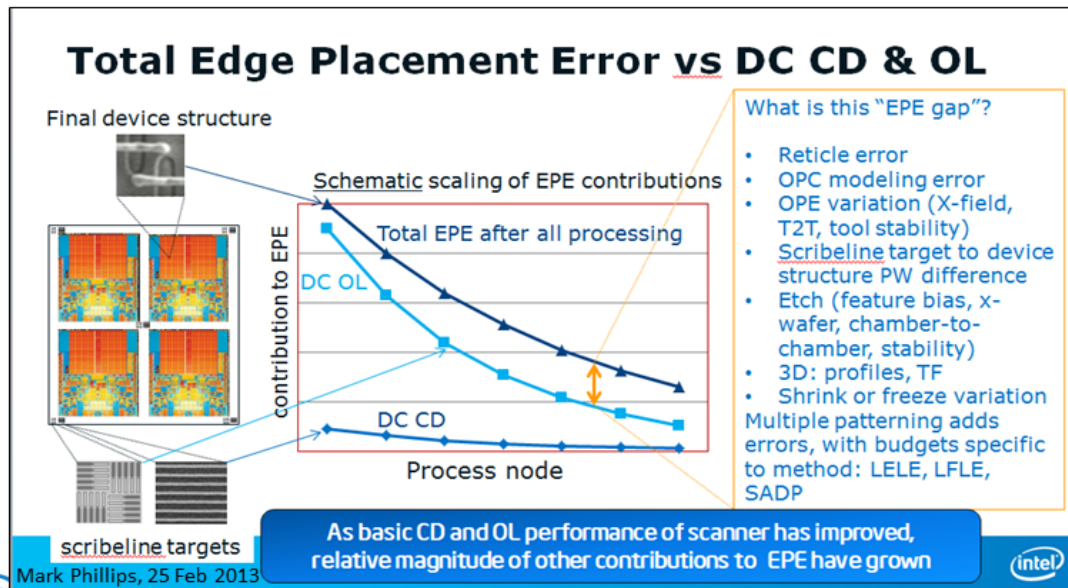 Total Edge Placement Error vs DC CD & OL
Final device structure
Schematic scaling of EPE contributions
Total EPE after all processing
DC OL
DC CD
contribution to EPE
Process node
scribeline targets
What is this “EPE gap”?
• Reticle error
• OPC modeling error
• OPE variation (X-field,
T2T, tool stability)
• Scribeline target to device
structure PW difference
• Etch (feature bias, x-
wafer, chamber-to-
chamber, stability)
• 3D: profiles, TF
• Shrink or freeze variation
Multiple patterning adds
errors, with budgets specific
to method: LELE, LFLE,
SADP
As basic CD and OL performance of scanner has improved,
relative magnitude of other contributions to EPE have grown
Mark Phillips, 25 Feb 2013
intel